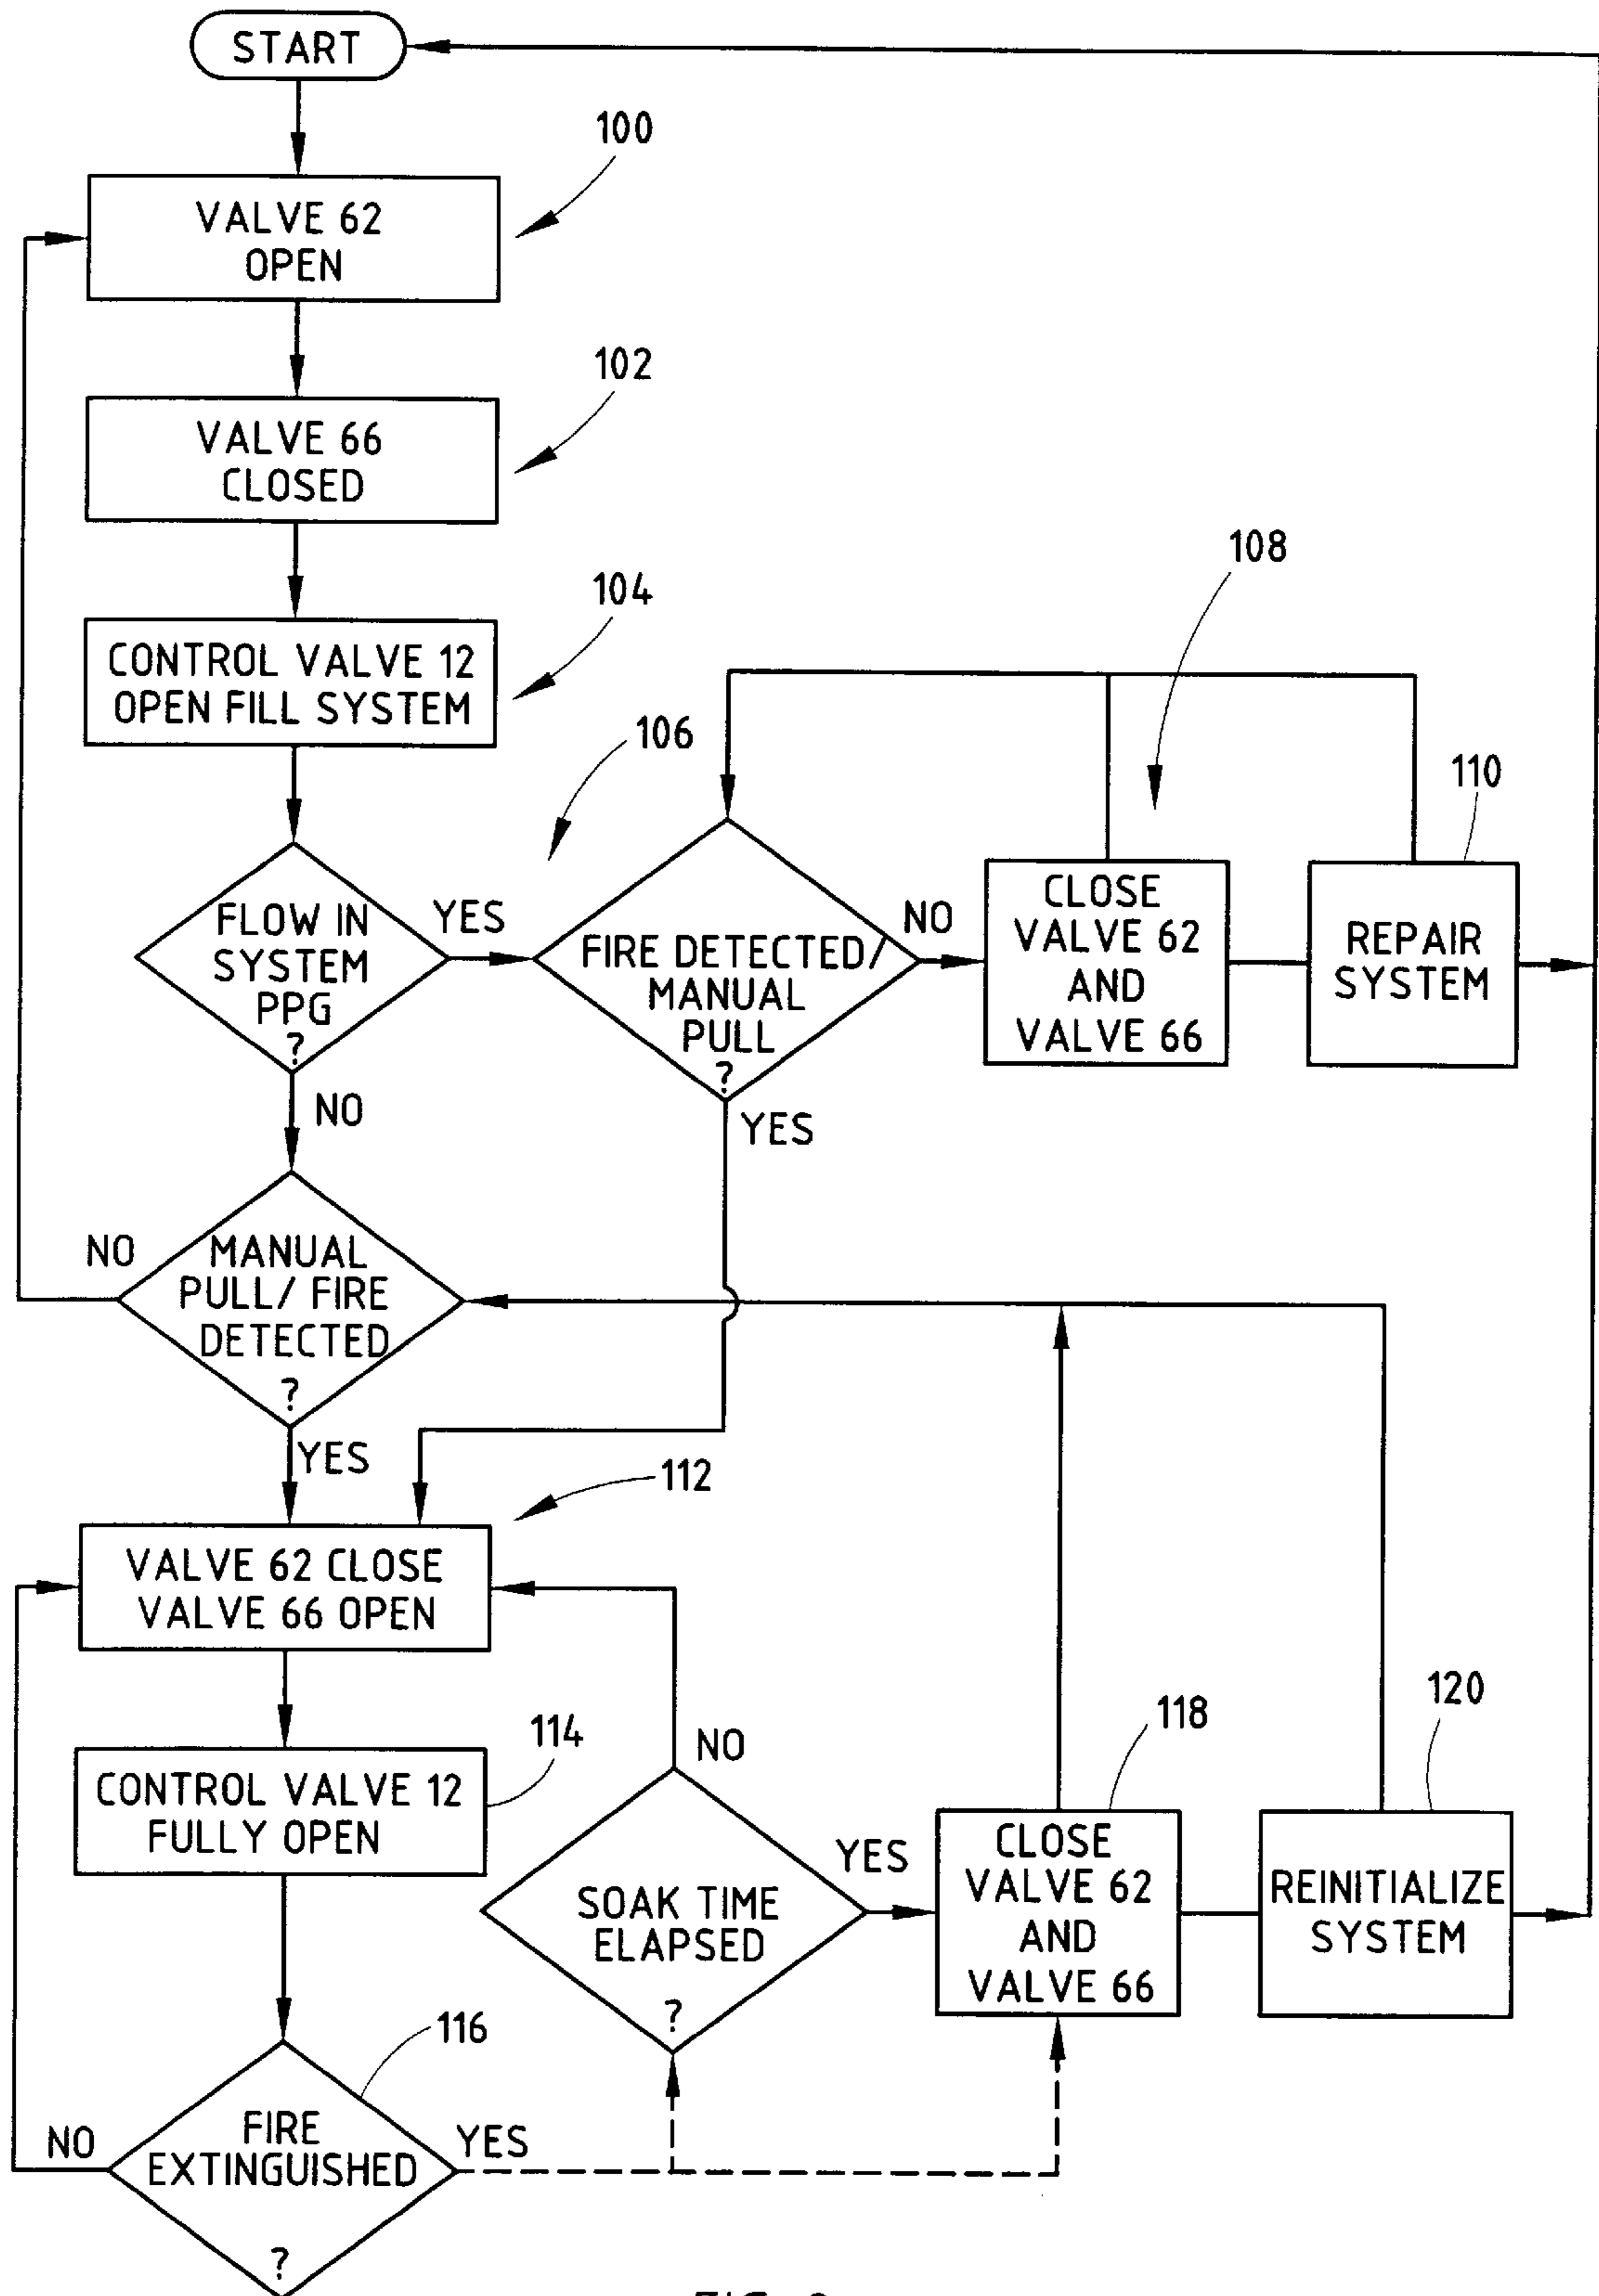 START
100
VALVE 62
OPEN
102
VALVE 66
CLOSED
104
CONTROL VALVE 12
OPEN FILL SYSTEM
106
108
110
FLOW IN
SYSTEM
PPG
?
YES
NO
FIRE DETECTED/
MANUAL
PULL
?
NO
YES
CLOSE
VALVE 62
AND
VALVE 66
REPAIR
SYSTEM
MANUAL
PULL/ FIRE
DETECTED
?
NO
YES
112
VALVE 62 CLOSE
VALVE 66 OPEN
114
CONTROL VALVE 12
FULLY OPEN
NO
SOAK TIME
ELAPSED
?
YES
118
CLOSE
VALVE 62
AND
VALVE 66
120
REINITIALIZE
SYSTEM
116
FIRE
EXTINGUISHED
?
NO
YES